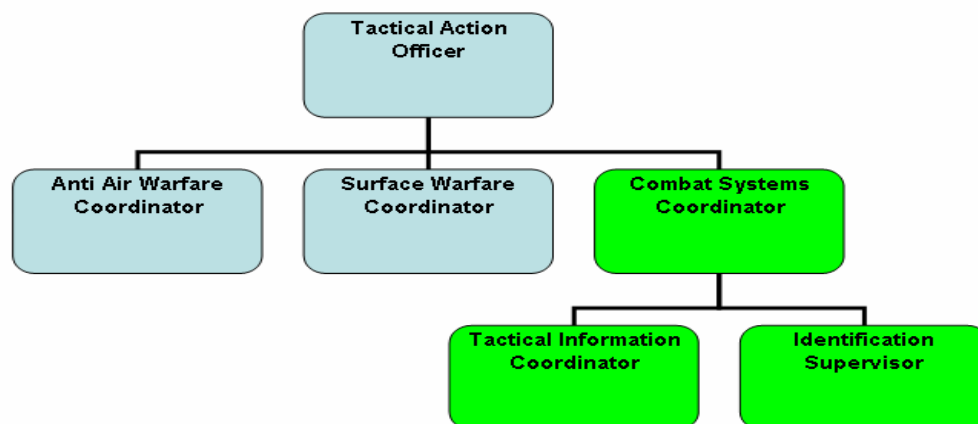 Tactical Action
Officer
Anti Air Warfare
Coordinator
Surface Warfare
Coordinator
Combat Systems
Coordinator
Tactical Information
Coordinator
Identification
Supervisor